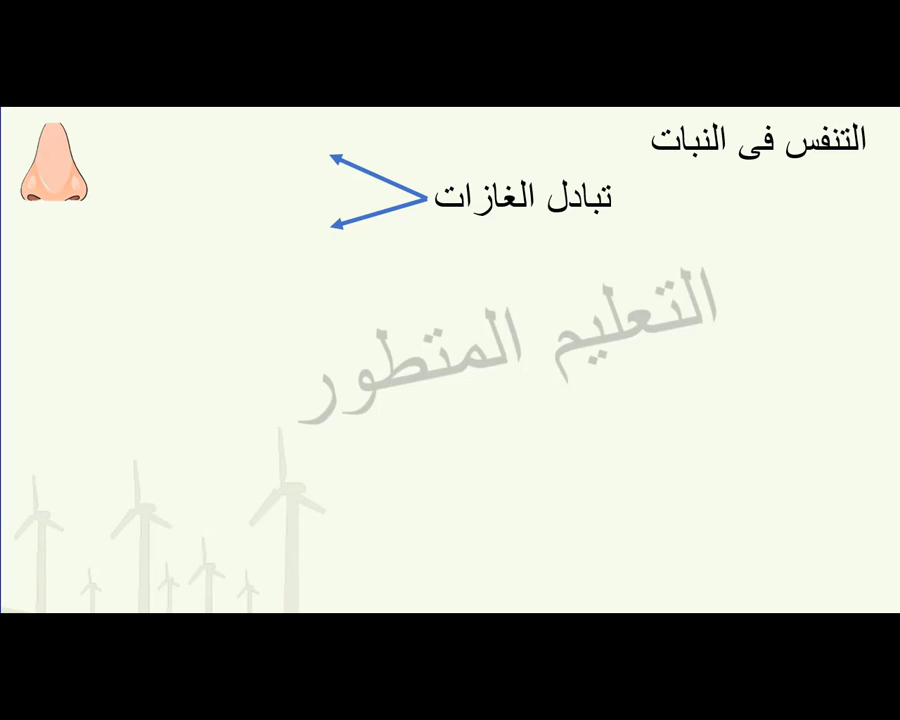 التنفس فى النبات
تبادل الغازات
التعليم المتطور